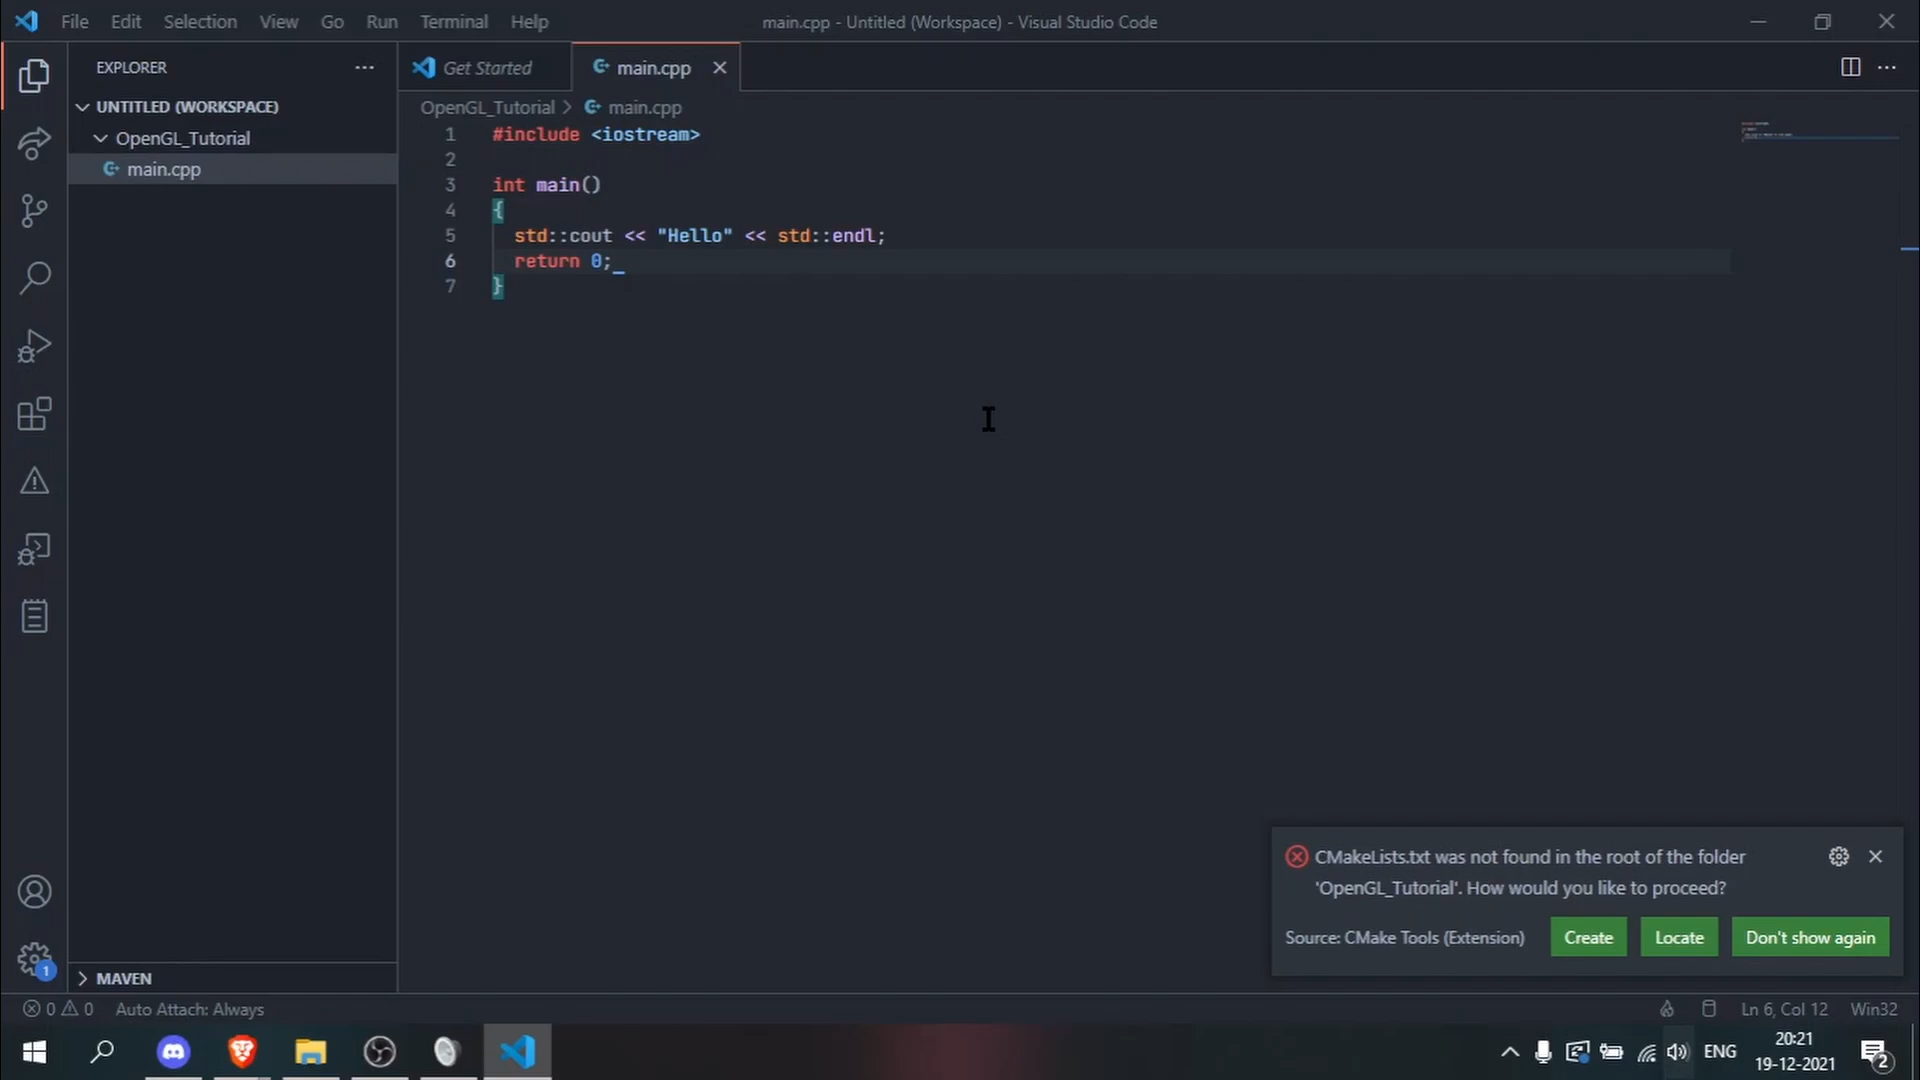 File Edit Selection View Go Run Terminal Help
main.cpp - Untitled (Workspace) - Visual Studio Code
EXPLORER
UNTITLED (WORKSPACE)
OpenGL_Tutorial
main.cpp
MAVEN
Get Started
main.cpp
OpenGL_Tutorial > main.cpp
1 #include <iostream>
2
3 int main()
4 {
5 std::cout << "Hello" << std::endl;
6 return 0;
7 }
CMakeLists.txt was not found in the root of the folder
'OpenGL_Tutorial'. How would you like to proceed?
Source: CMake Tools (Extension) Create Locate Don't show again
1
0 0 Auto Attach: Always
Ln 6, Col 12 Win32
ENG
20:21
19-12-2021
2